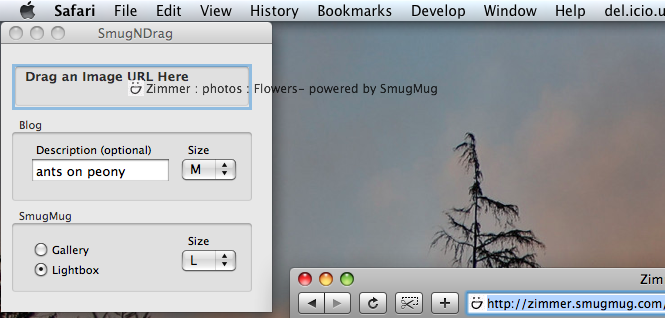 Safari File Edit View History Bookmarks Develop Window Help del.icio.u
SmugNDrag
Drag an Image URL Here
Zimmer : photos : Flowers- powered by SmugMug
Blog
Description (optional) Size
ants on peony M
SmugMug
Size
Gallery
L
Lightbox
Zim
http://zimmer.smugmug.com/